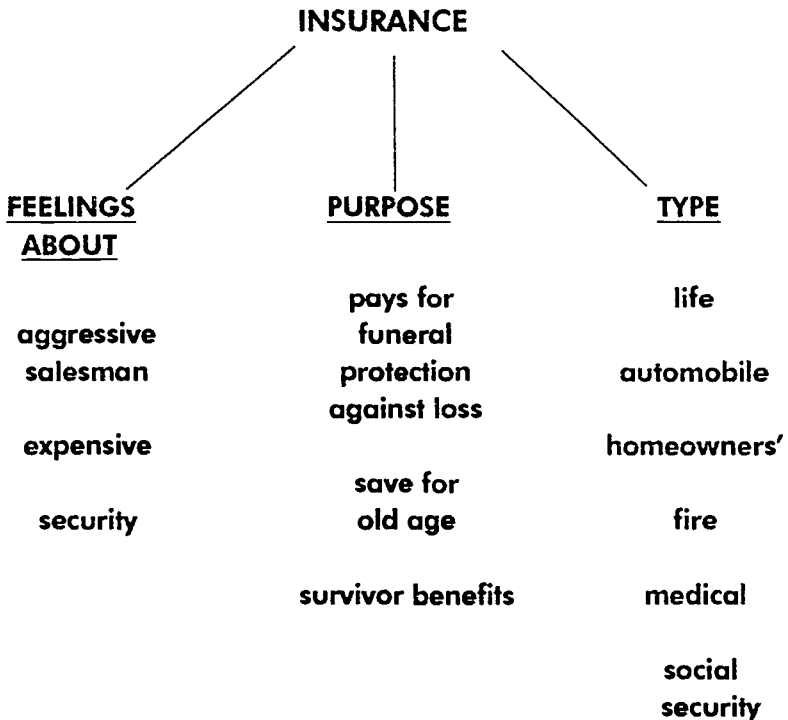 INSURANCE
FEELINGS
ABOUT
aggressive
salesman
expensive
security
PURPOSE
pays for
funeral
protection
against loss
save for
old age
survivor benefits
TYPE
life
automobile
homeowners'
fire
medical
social
security